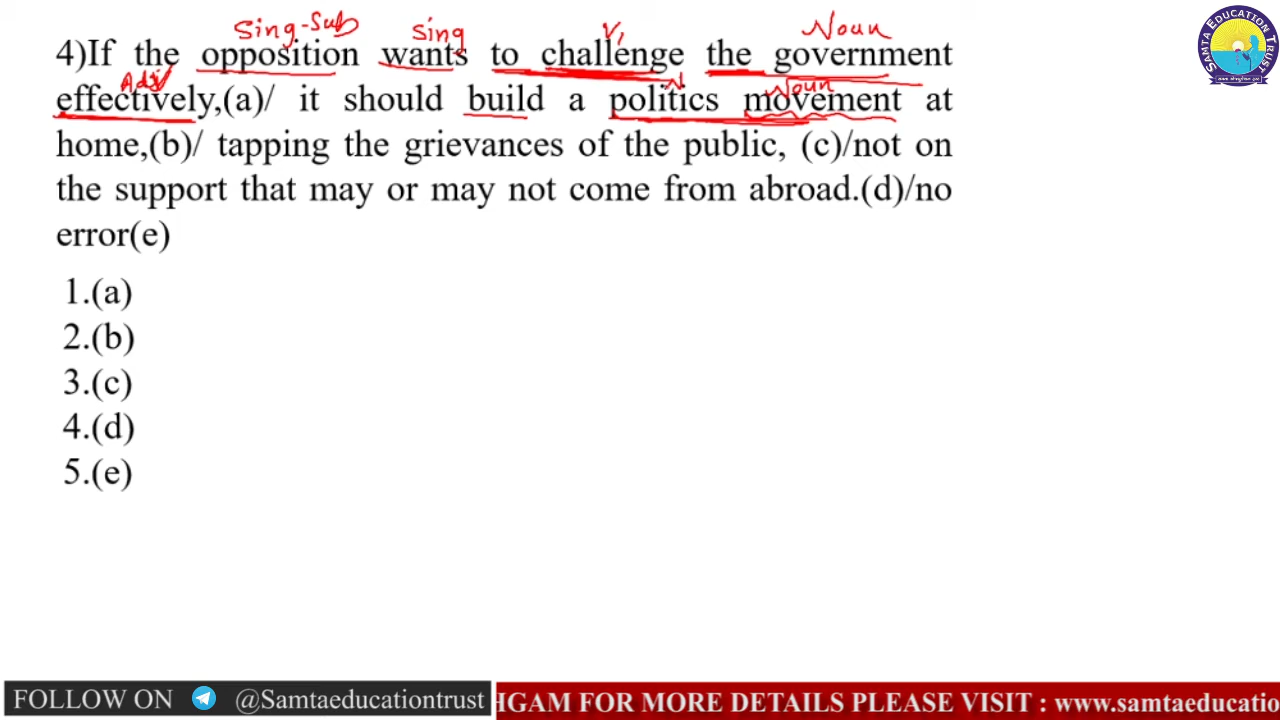 Sing-Sub sing V₁ Noun
4)If the opposition wants to challenge the government
Adv N Noun
effectively,(a)/ it should build a politics movement at
home,(b)/ tapping the grievances of the public, (c)/not on
the support that may or may not come from abroad.(d)/no
error(e)
1.(a)
2.(b)
3.(c)
4.(d)
5.(e)
SAMTA EDUCATION TRUST
FOLLOW ON @Samtaeducationtrust HGAM FOR MORE DETAILS PLEASE VISIT : www.samtaeducatio